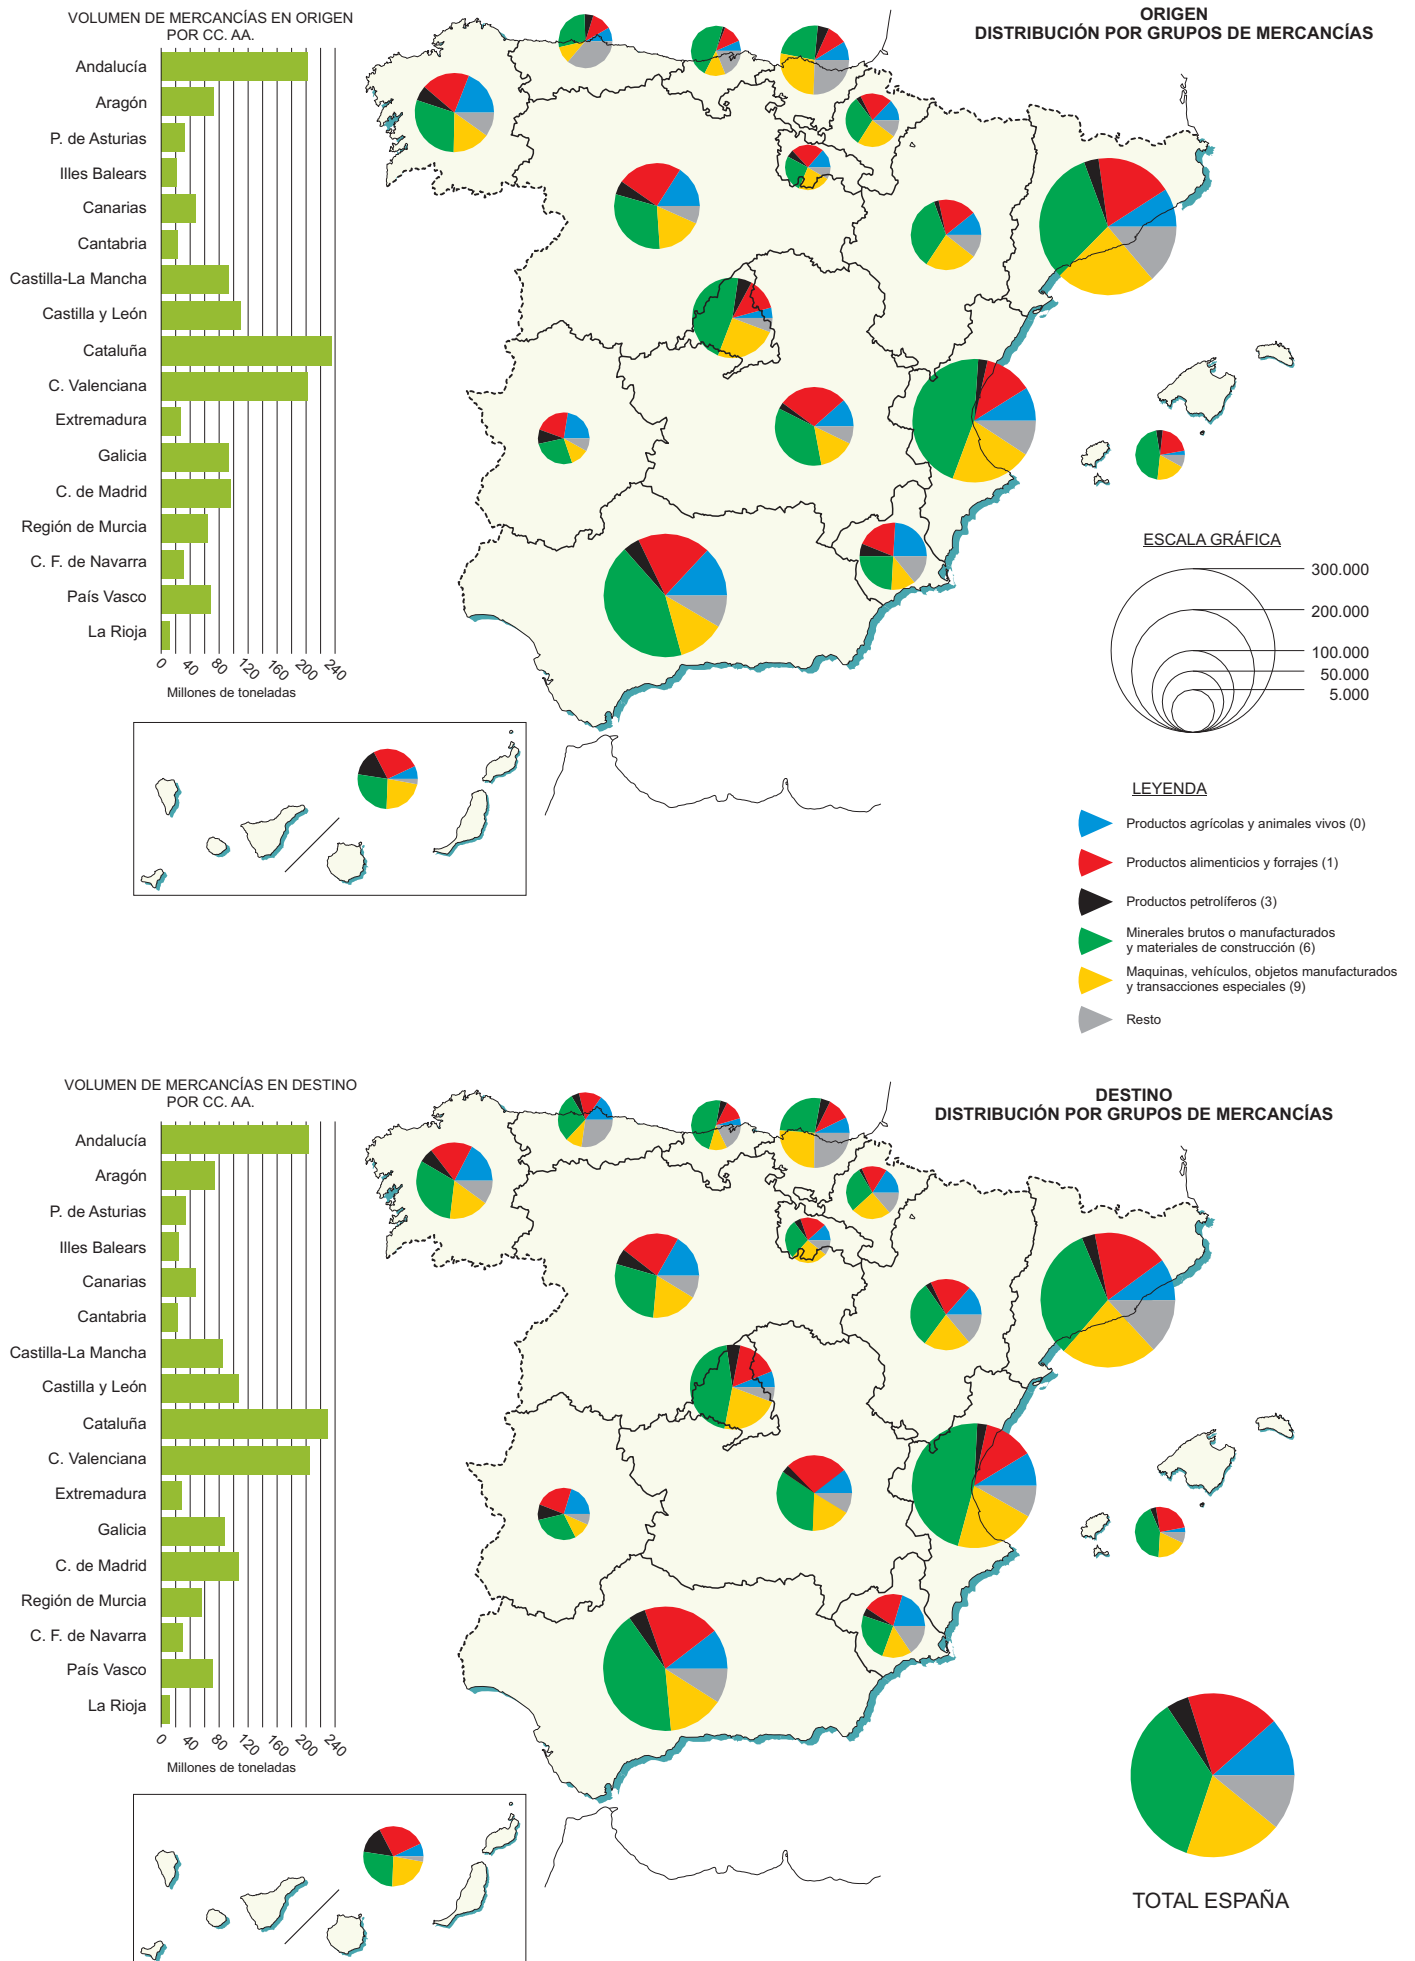 VOLUMEN DE MERCANCÍAS EN ORIGEN
POR CC. AA.
Andalucía
Aragón
P. de Asturias
Illes Balears
Canarias
Cantabria
Castilla-La Mancha
Castilla y León
Cataluña
C. Valenciana
Extremadura
Galicia
C. de Madrid
Región de Murcia
C. F. de Navarra
País Vasco
La Rioja
0 40 80 120 160 200 240
Millones de toneladas
ORIGEN
DISTRIBUCIÓN POR GRUPOS DE MERCANCÍAS
ESCALA GRÁFICA
300.000
200.000
100.000
50.000
5.000
LEYENDA
Productos agrícolas y animales vivos (0)
Productos alimenticios y forrajes (1)
Productos petrolíferos (3)
Minerales brutos o manufacturados
y materiales de construcción (6)
Maquinas, vehículos, objetos manufacturados
y transacciones especiales (9)
Resto
VOLUMEN DE MERCANCÍAS EN DESTINO
POR CC. AA.
Andalucía
Aragón
P. de Asturias
Illes Balears
Canarias
Cantabria
Castilla-La Mancha
Castilla y León
Cataluña
C. Valenciana
Extremadura
Galicia
C. de Madrid
Región de Murcia
C. F. de Navarra
País Vasco
La Rioja
0 40 80 120 160 200 240
Millones de toneladas
DESTINO
DISTRIBUCIÓN POR GRUPOS DE MERCANCÍAS
TOTAL ESPAÑA